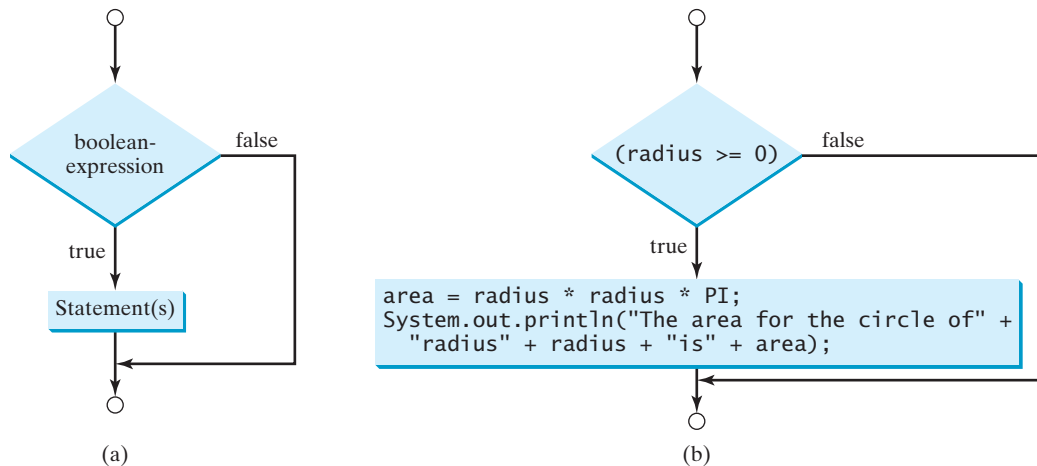 boolean-
expression
false
true
Statement(s)
(a)
(radius >= 0)
false
true
area = radius * radius * PI;
System.out.println("The area for the circle of" +
"radius" + radius + "is" + area);
(b)